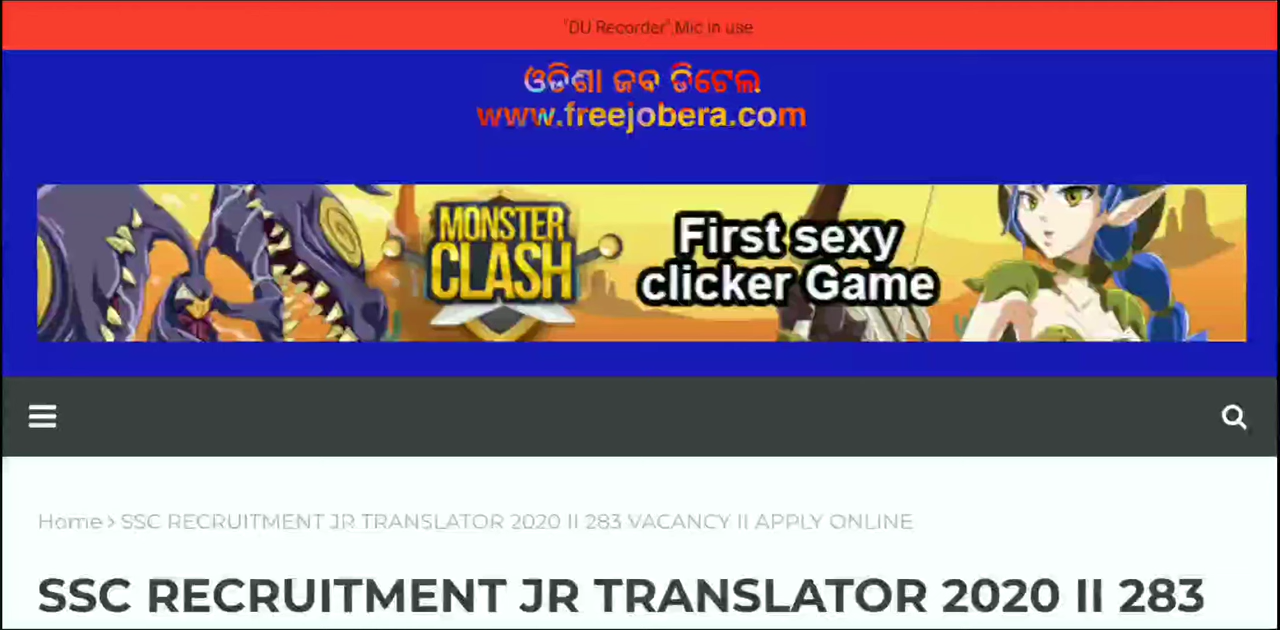 "DU Recorder" Mic in use
ଓଡିଶା ଜବ ଡିଟେଲ
www.freejobera.com
MONSTER
CLASH
First sexy
clicker Game
Home > SSC RECRUITMENT JR TRANSLATOR 2020 II 283 VACANCY II APPLY ONLINE
SSC RECRUITMENT JR TRANSLATOR 2020 II 283